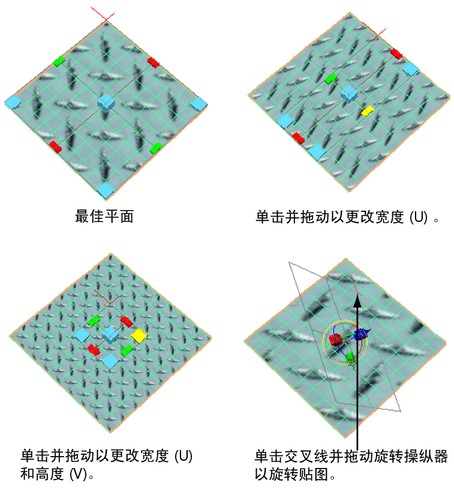 最佳平面
单击并拖动以更改宽度 (U) 。
单击并拖动以更改宽度 (U)
和高度 (V)。
单击交叉线并拖动旋转操纵器
以旋转贴图。